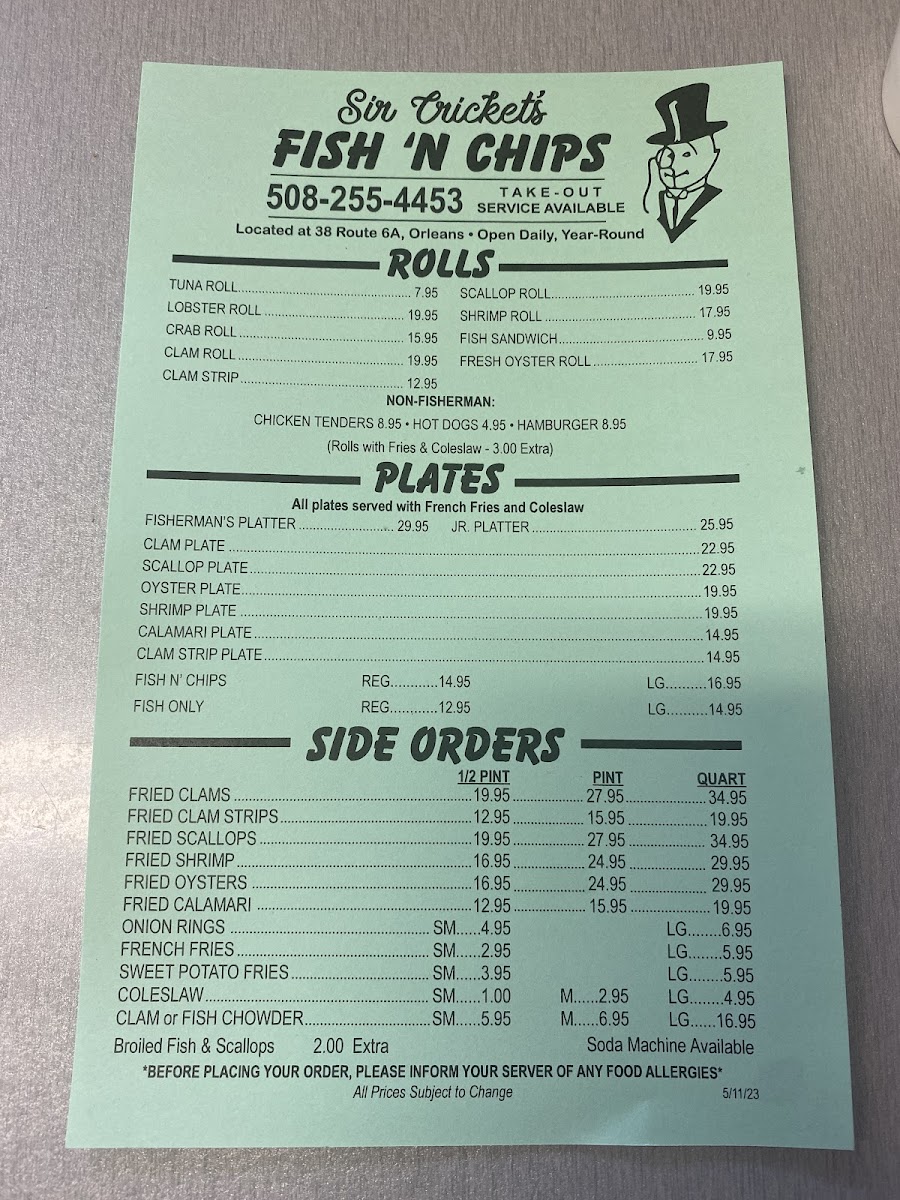 Sir Cricket's
FISH 'N CHIPS
508-255-4453 TAKE-OUT SERVICE AVAILABLE
Located at 38 Route 6A, Orleans • Open Daily, Year-Round
ROLLS
TUNA ROLL 7.95 SCALLOP ROLL 19.95
LOBSTER ROLL 19.95 SHRIMP ROLL 17.95
CRAB ROLL 15.95 FISH SANDWICH 9.95
CLAM ROLL 19.95 FRESH OYSTER ROLL 17.95
CLAM STRIP 12.95
NON-FISHERMAN:
CHICKEN TENDERS 8.95 • HOT DOGS 4.95 • HAMBURGER 8.95
(Rolls with Fries & Coleslaw - 3.00 Extra)
PLATES
All plates served with French Fries and Coleslaw
FISHERMAN'S PLATTER 29.95 JR. PLATTER 25.95
CLAM PLATE 22.95
SCALLOP PLATE 22.95
OYSTER PLATE 19.95
SHRIMP PLATE 19.95
CALAMARI PLATE 14.95
CLAM STRIP PLATE 14.95
FISH N' CHIPS REG............14.95 LG..........16.95
FISH ONLY REG............12.95 LG..........14.95
SIDE ORDERS
1/2 PINT PINT QUART
FRIED CLAMS 19.95 27.95 34.95
FRIED CLAM STRIPS 12.95 15.95 19.95
FRIED SCALLOPS 19.95 27.95 34.95
FRIED SHRIMP 16.95 24.95 29.95
FRIED OYSTERS 16.95 24.95 29.95
FRIED CALAMARI 12.95 15.95 19.95
ONION RINGS SM......4.95 LG........6.95
FRENCH FRIES SM......2.95 LG........5.95
SWEET POTATO FRIES SM......3.95 LG........5.95
COLESLAW SM......1.00 M......2.95 LG........4.95
CLAM or FISH CHOWDER SM......5.95 M......6.95 LG......16.95
Broiled Fish & Scallops 2.00 Extra Soda Machine Available
*BEFORE PLACING YOUR ORDER, PLEASE INFORM YOUR SERVER OF ANY FOOD ALLERGIES*
All Prices Subject to Change 5/11/23